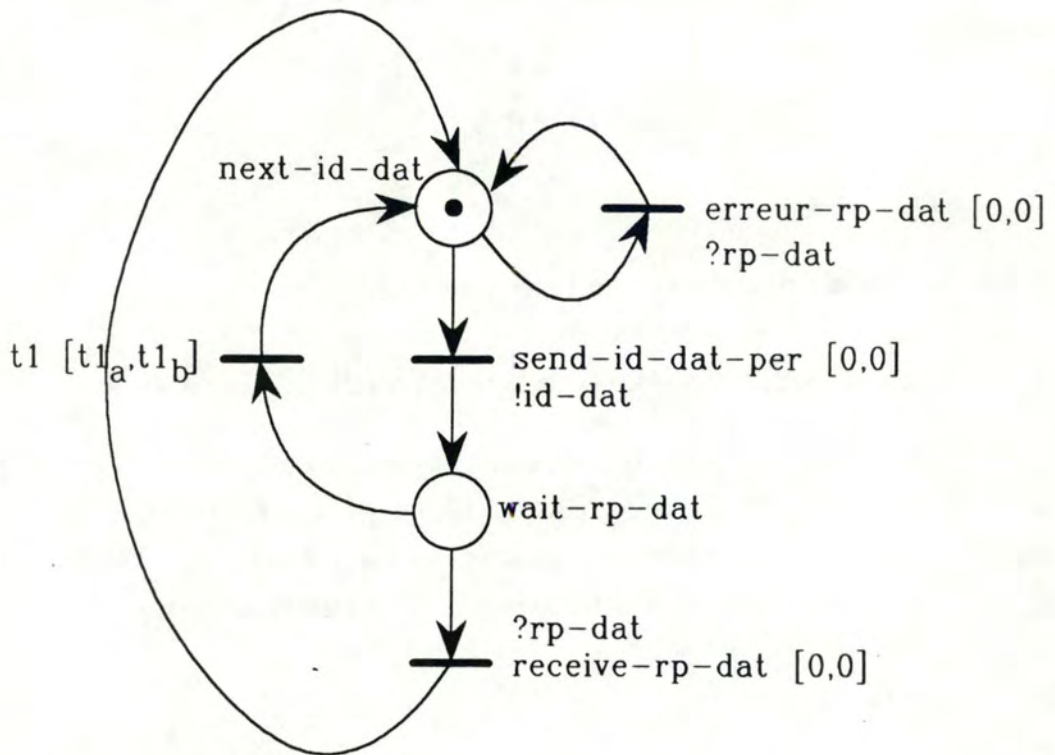 next-id-dat
erreur-rp-dat [0,0]
?rp-dat
t1 [t1a,t1b]
send-id-dat-per [0,0]
!id-dat
wait-rp-dat
?rp-dat
receive-rp-dat [0,0]